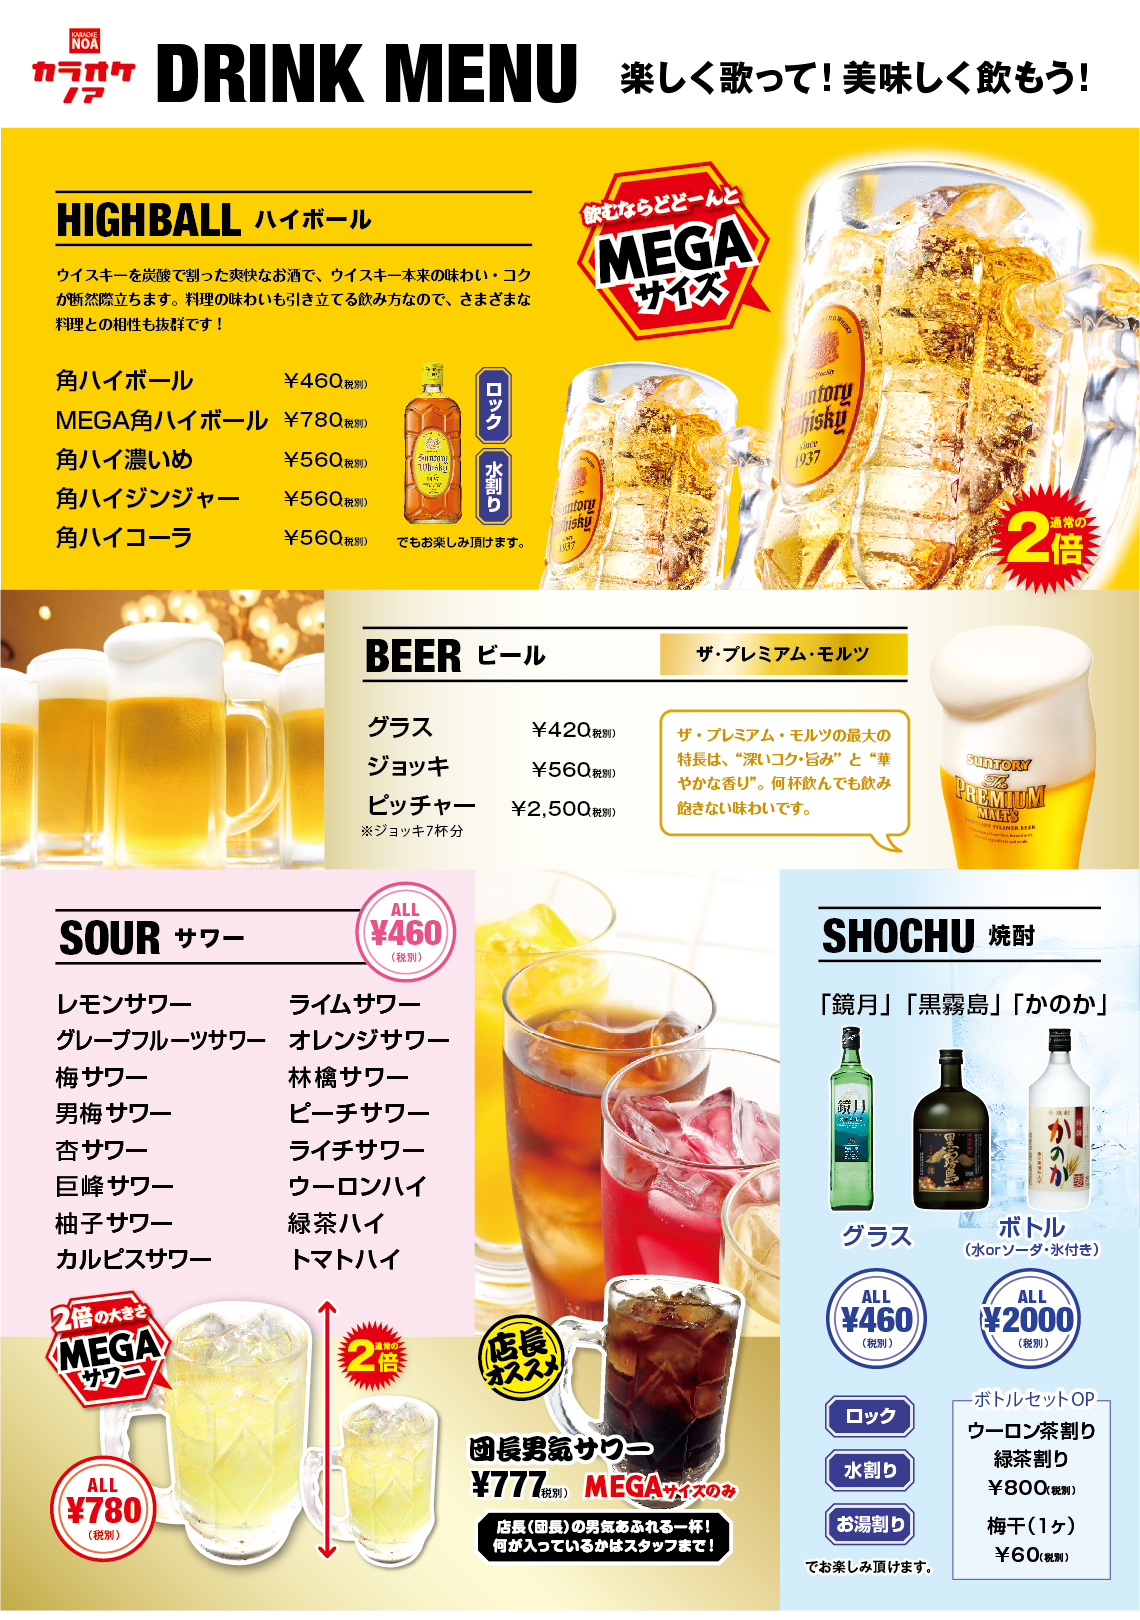 KARAOKE
NOA
カラオケ
ノア
DRINK MENU
楽しく歌って！美味しく飲もう！
HIGHBALL ハイボール
ウイスキーを炭酸で割った爽快なお酒で、ウイスキー本来の味わい・コク
が断然際立ちます。料理の味わいも引き立てる飲み方なので、さまざまな
料理との相性も抜群です！
角ハイボール ¥460(税別)
MEGA角ハイボール ¥780(税別)
角ハイ濃いめ ¥560(税別)
角ハイジンジャー ¥560(税別)
角ハイコーラ ¥560(税別)
Suntory
Whisky
1937
ロック
水割り
でもお楽しみ頂けます。
飲むならどどーんと
MEGA
サイズ
Suntory
Whisky
since
1937
untory
hisky
1937
通常の
2倍
BEER ビール
ザ・プレミアム・モルツ
グラス ¥420(税別)
ジョッキ ¥560(税別)
ピッチャー ¥2,500(税別)
※ジョッキ7杯分
ザ・プレミアム・モルツの最大の
特長は、“深いコク・旨み” と “華
やかな香り”。何杯飲んでも飲み
飽きない味わいです。
SUNTORY
The
PREMIUM
MALT'S
SUNTORY PILSNER BEER
SOUR サワー
ALL
¥460
(税別)
レモンサワー
グレープフルーツサワー
梅サワー
男梅サワー
杏サワー
巨峰サワー
柚子サワー
カルピスサワー
ライムサワー
オレンジサワー
林檎サワー
ピーチサワー
ライチサワー
ウーロンハイ
緑茶ハイ
トマトハイ
2倍の大きさ
MEGA
サワー
通常の
2倍
ALL
¥780
(税別)
店長
オススメ
団長男気サワー
¥777(税別) MEGAサイズのみ
店長（団長）の男気あふれる一杯！
何が入っているかはスタッフまで！
SHOCHU 焼酎
「鏡月」「黒霧島」「かのか」
鏡月
黒霧島
かのか
グラス
ボトル
（水orソーダ・氷付き）
ALL
¥460
(税別)
ALL
¥2000
(税別)
ロック
水割り
お湯割り
でお楽しみ頂けます。
ボトルセットOP
ウーロン茶割り
緑茶割り
¥800(税別)
梅干（1ヶ）
¥60(税別)